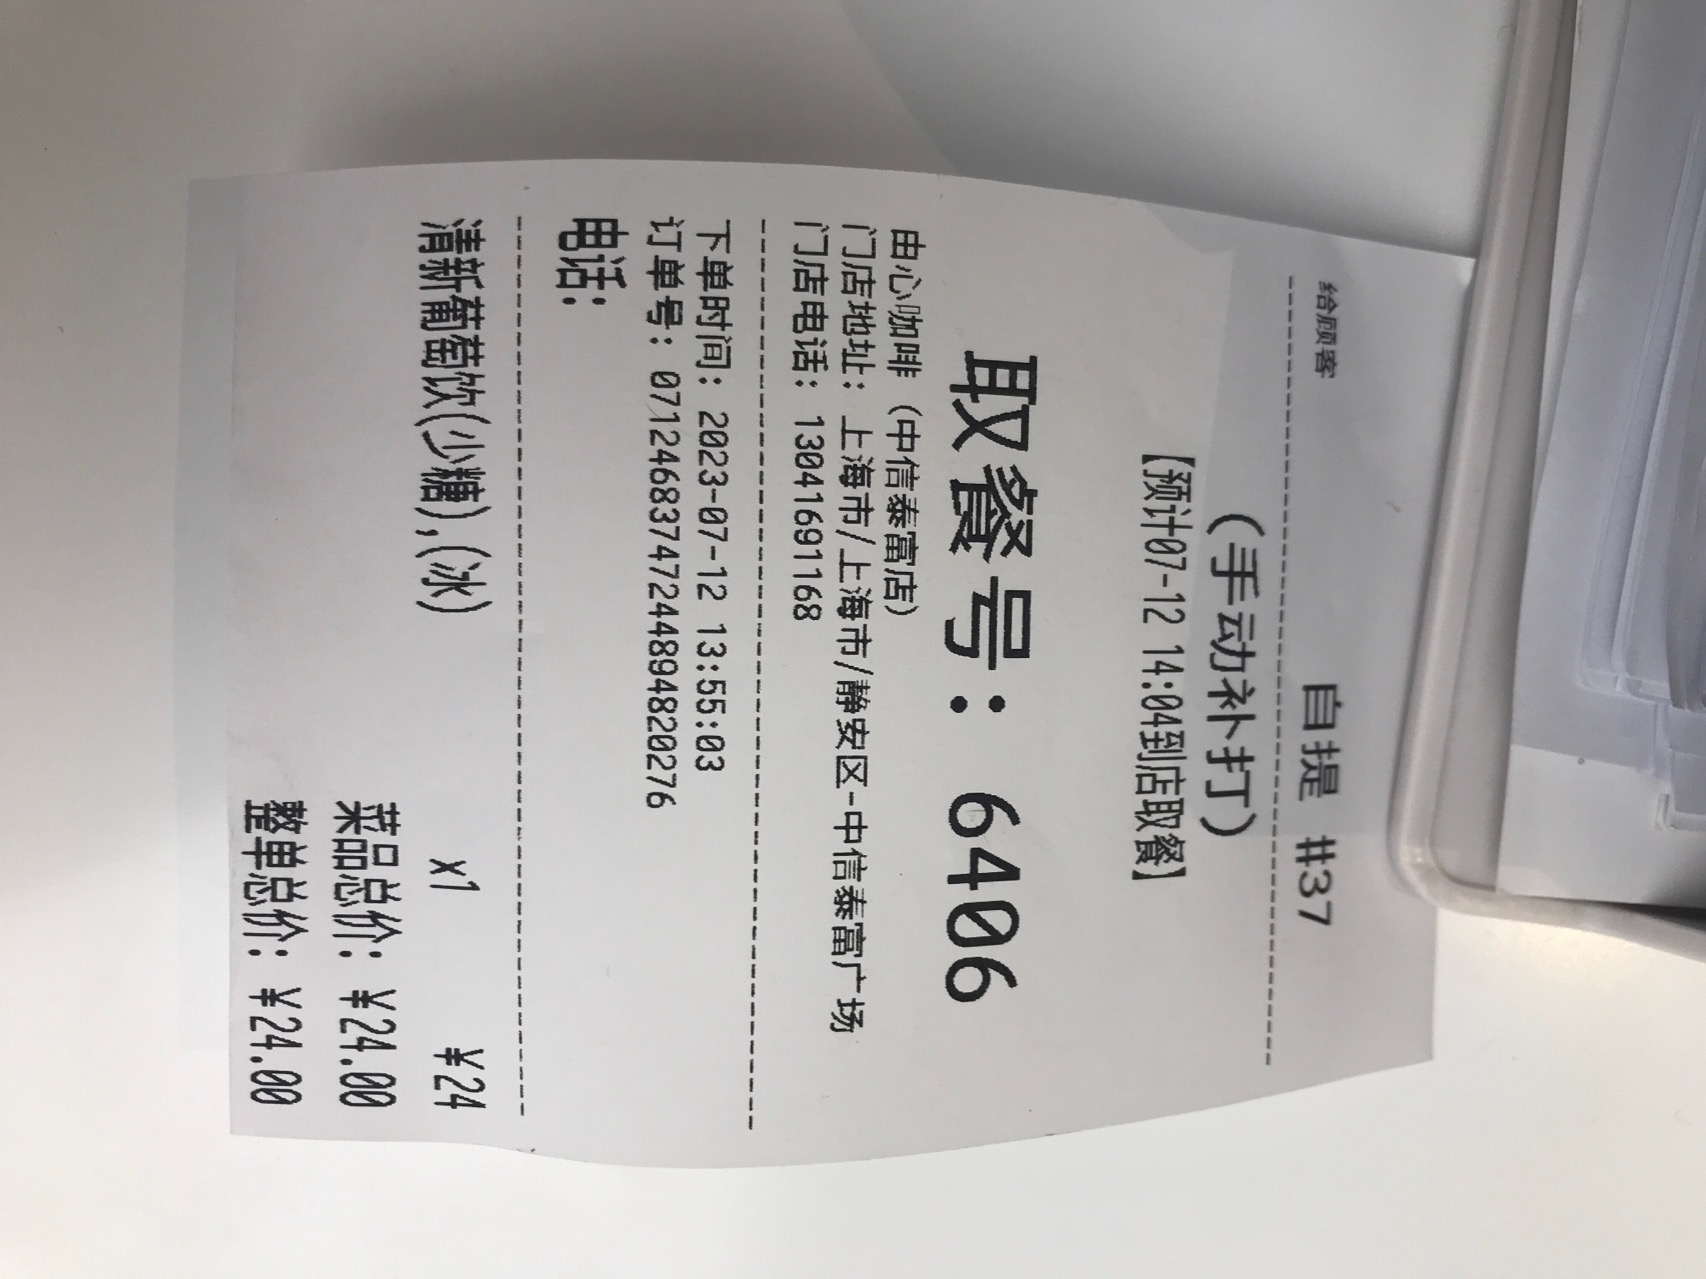 给顾客
自提 #37
(手动补打)
【预计07-12 14:04到店取餐】
取餐号：6406
由心咖啡（中信泰富店）
门店地址：上海市/上海市/静安区-中信泰富广场
门店电话：13041691168
下单时间：2023-07-12 13:55:03
订单号：0712468374724489482​0276
电话：
清新葡萄饮(少糖),(冰)
x1 ¥24
菜品总价：¥24.00
整单总价：¥24.00